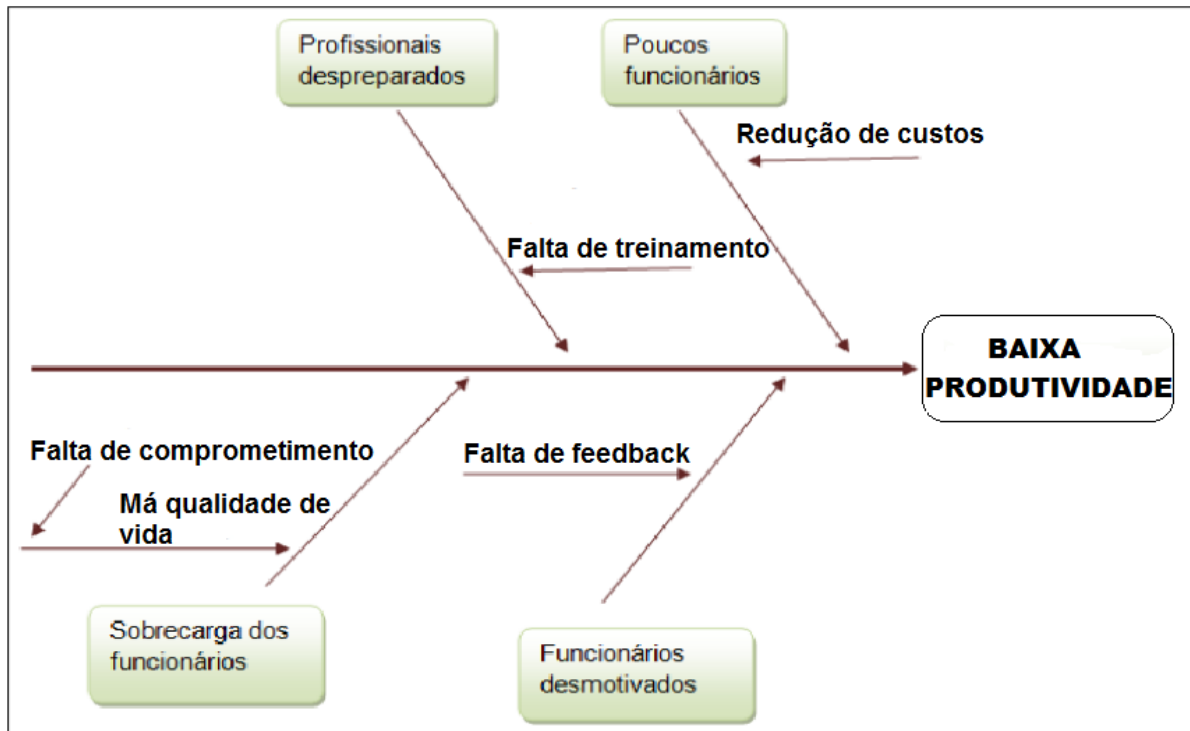 Profissionais
despreparados
Poucos
funcionários
Redução de custos
Falta de treinamento
BAIXA
PRODUTIVIDADE
Falta de comprometimento
Falta de feedback
Má qualidade de
vida
Sobrecarga dos
funcionários
Funcionários
desmotivados